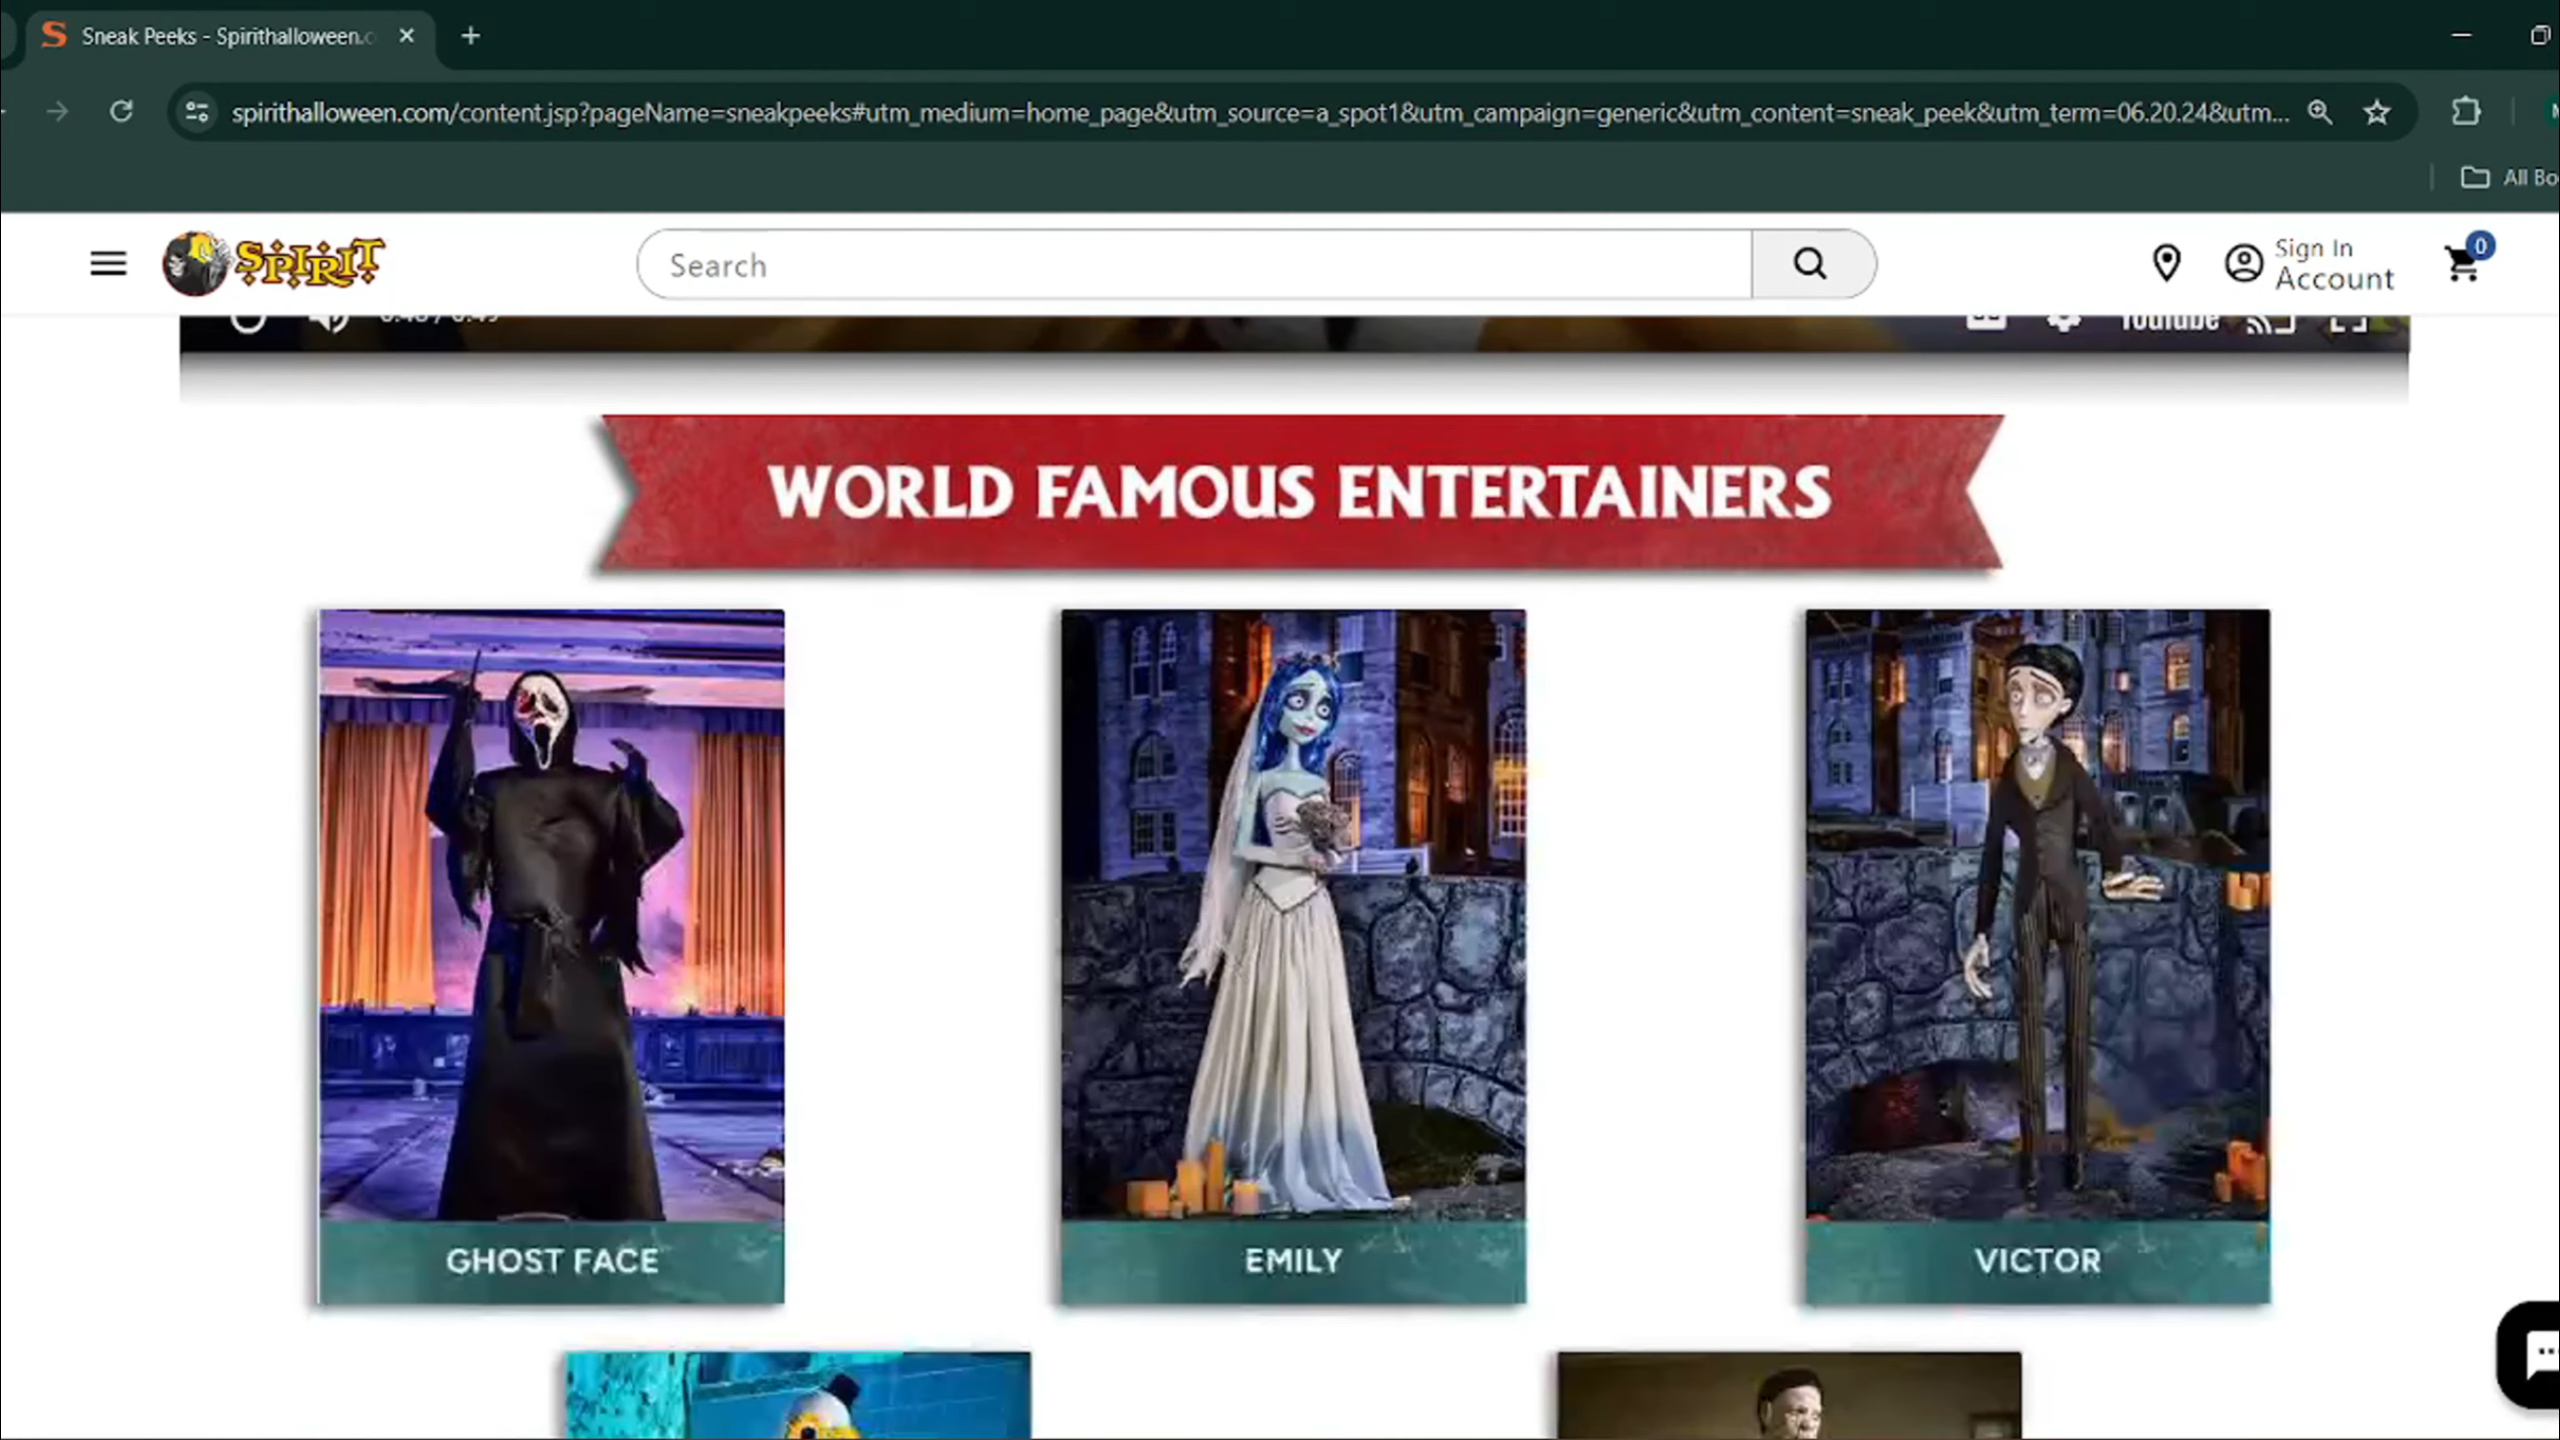 Sneak Peeks - Spirithalloween.c
spirithalloween.com/content.jsp?pageName=sneakpeeks#utm_medium=home_page&utm_source=a_spot1&utm_campaign=generic&utm_content=sneak_peek&utm_term=06.20.24&utm...
All Bo
SPIRIT
Search
Sign In
Account
0
YouTube
WORLD FAMOUS ENTERTAINERS
GHOST FACE
EMILY
VICTOR